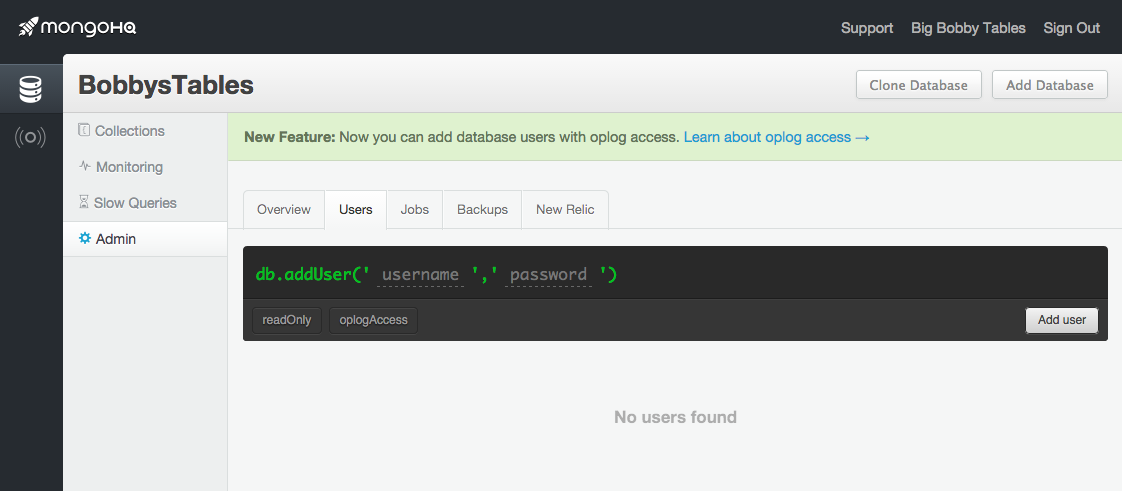 mongoHQ
Support Big Bobby Tables Sign Out
BobbysTables
Clone Database Add Database
Collections
Monitoring
Slow Queries
Admin
New Feature: Now you can add database users with oplog access. Learn about oplog access →
Overview Users Jobs Backups New Relic
db.addUser(' username ',' password ')
readOnly oplogAccess Add user
No users found